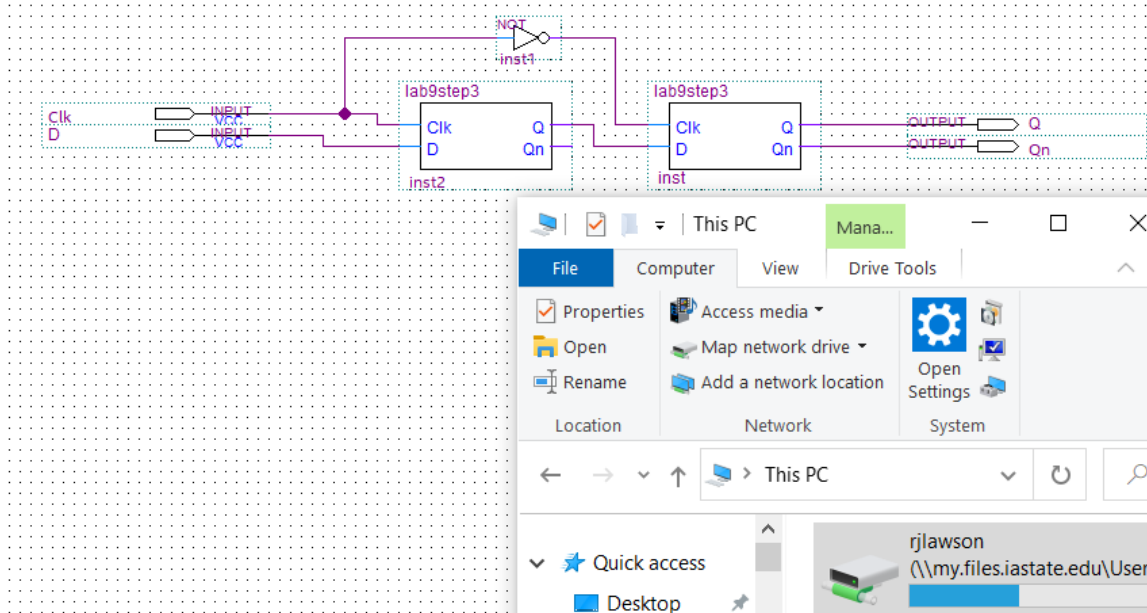 NOT
inst1
lab9step3
lab9step3
Clk
INPUT
VCC
D
INPUT
VCC
Clk
Q
D
Qn
inst2
Clk
Q
D
Qn
inst
OUTPUT
Q
OUTPUT
Qn
This PC
Mana...
File
Computer
View
Drive Tools
Properties
Open
Rename
Location
Access media
Map network drive
Add a network location
Network
Open
Settings
System
This PC
Quick access
Desktop
rjlawson
(\\my.files.iastate.edu\User